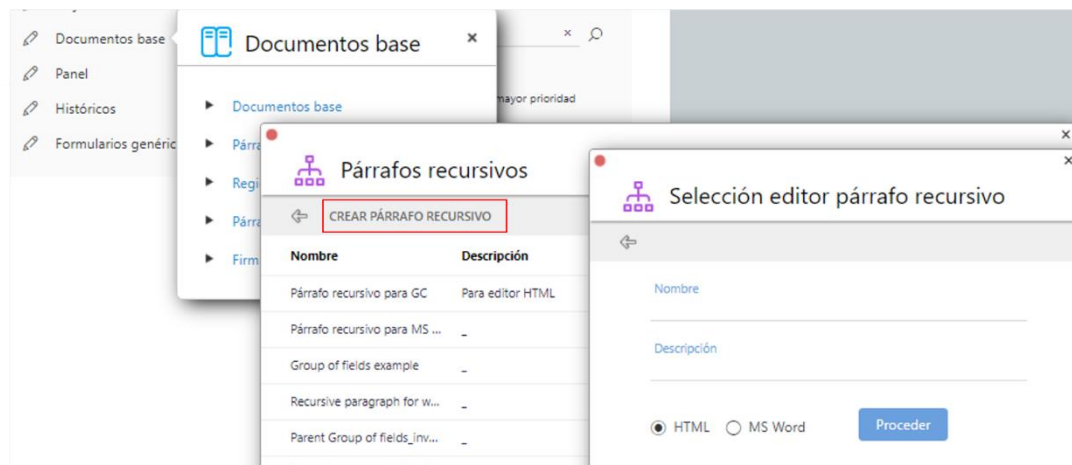 Documentos base
Panel
Históricos
Formularios genéric
Documentos base
×
×
mayor prioridad
Documentos base
Párra
Regi
Párra
Firm
Párrafos recursivos
×
CREAR PÁRRAFO RECURSIVO
Nombre Descripción
Párrafo recursivo para GC Para editor HTML
Párrafo recursivo para MS ... _
Group of fields example _
Recursive paragraph for w... _
Parent Group of fields_inv... _
×
Selección editor párrafo recursivo
Nombre
Descripción
HTML MS Word Proceder